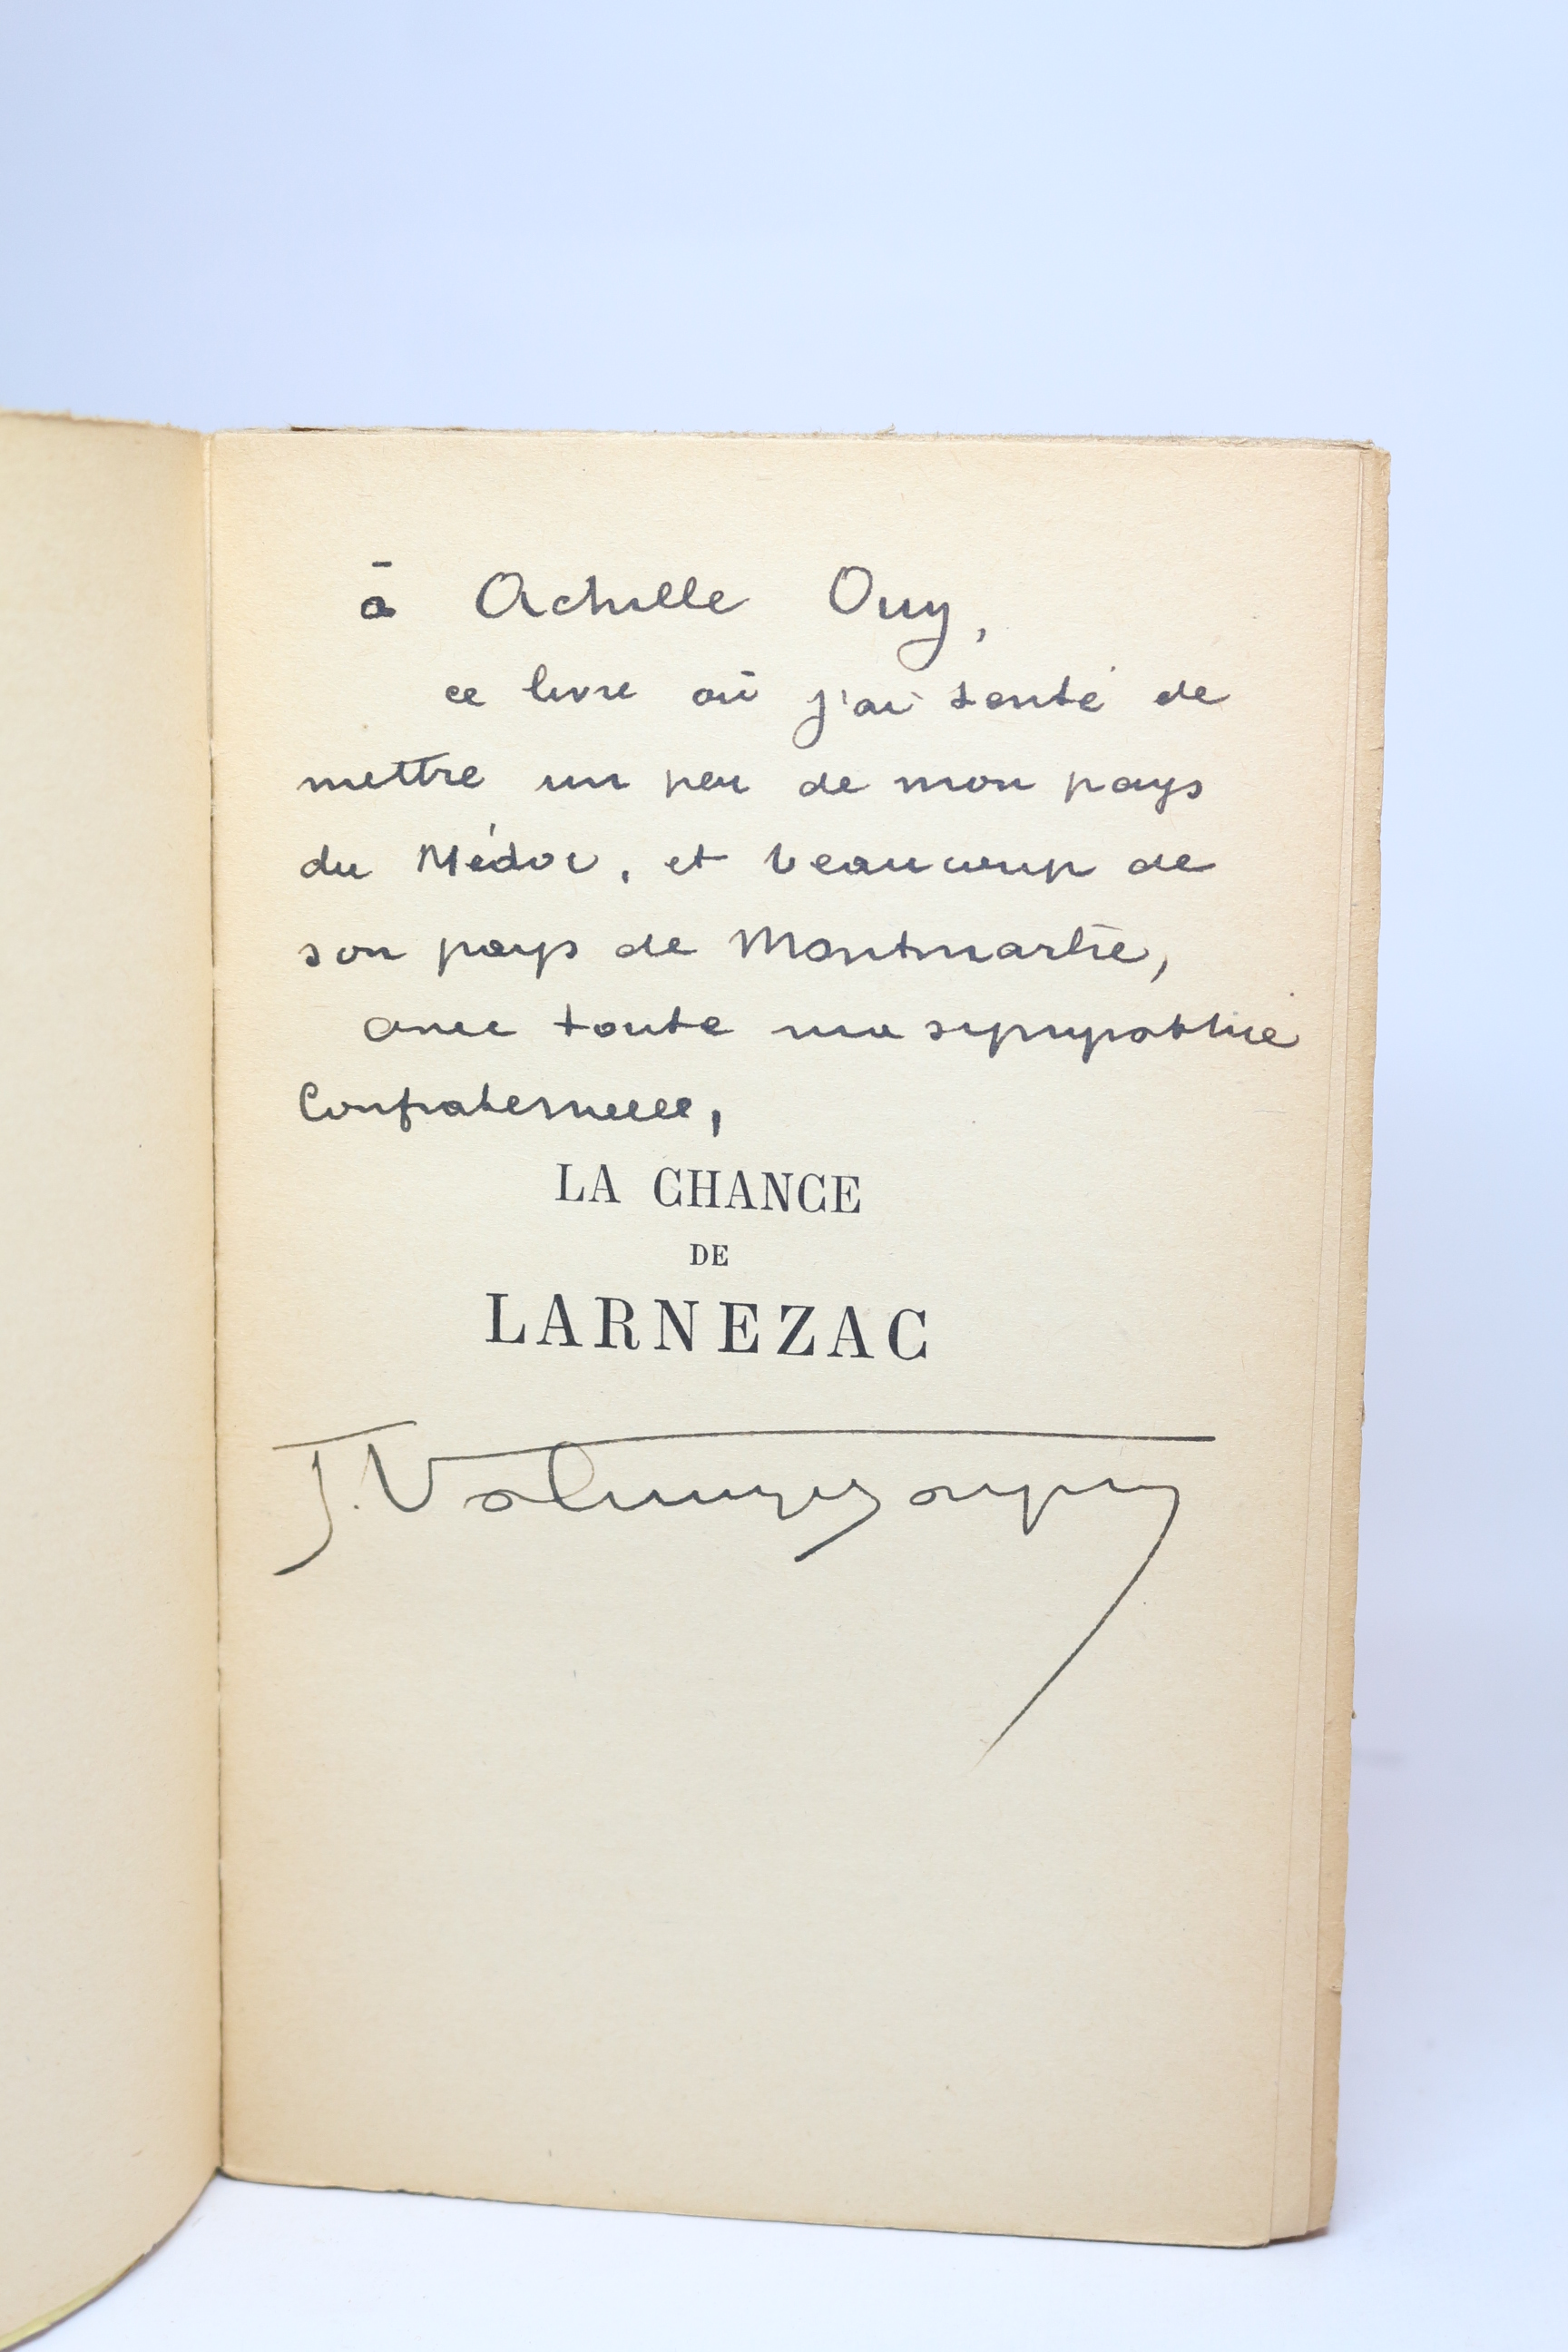 à Achille Ouy,
ce livre où j'ai tenté de
mettre un peu de mon pays
du Médoc, et beaucoup de
son pays de Montmartre,
avec toute ma sympathie
Confraternelle,
LA CHANCE
DE
LARNEZAC
J.